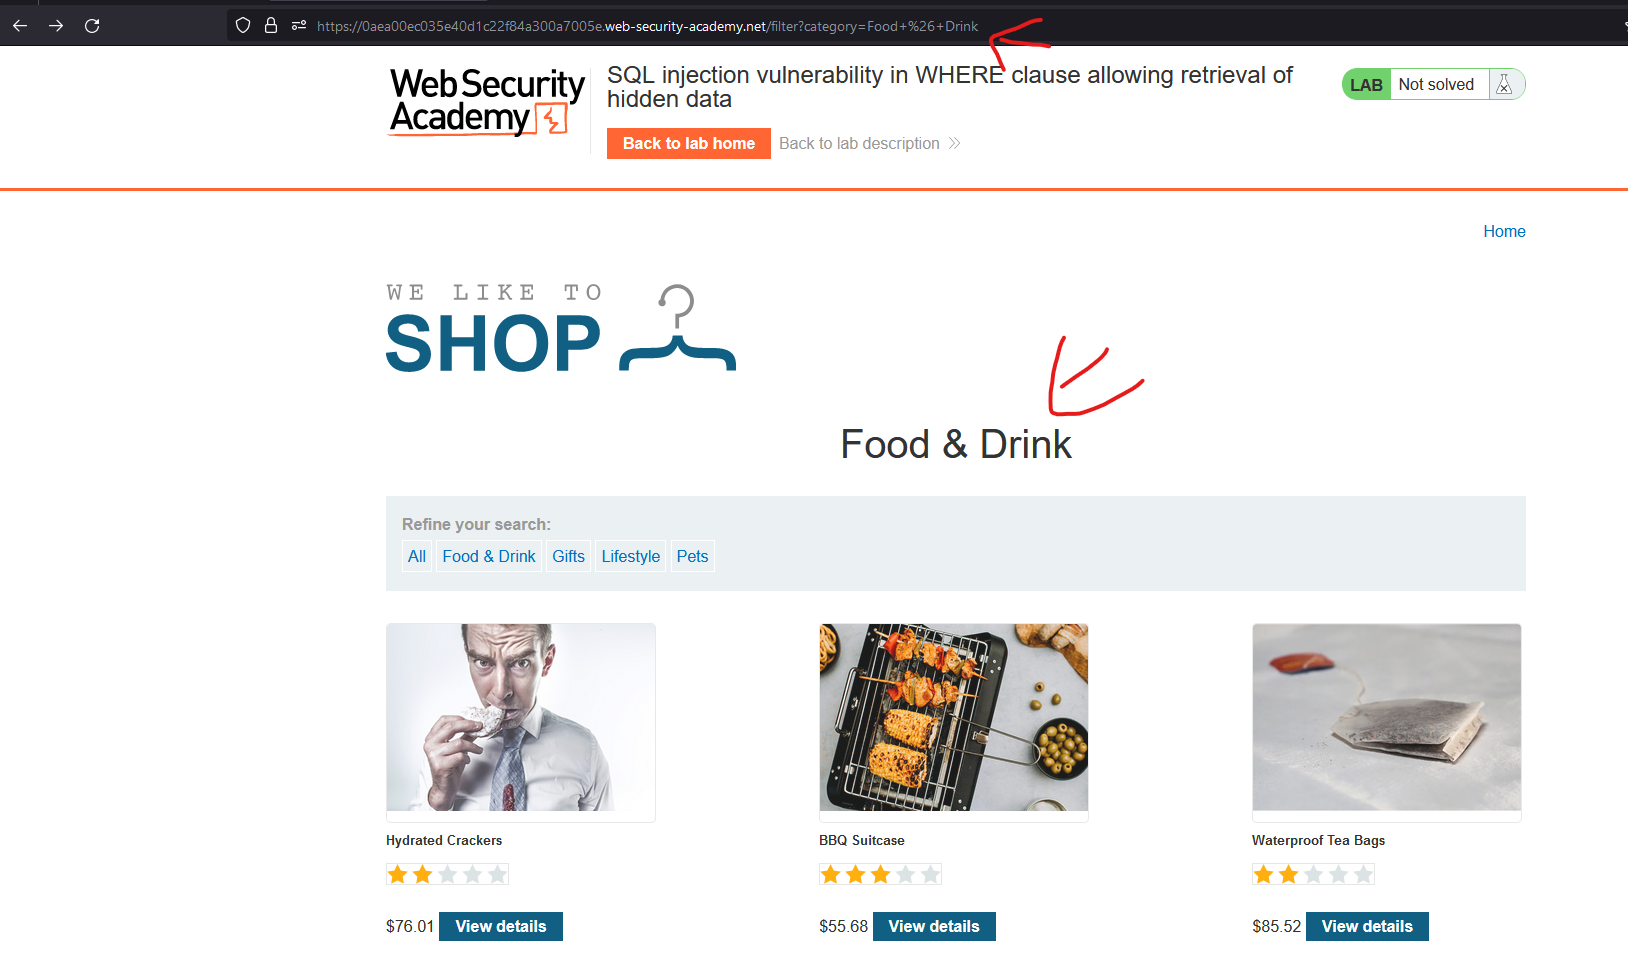 https://0aea00ec035e40d1c22f84a300a7005e.web-security-academy.net/filter?category=Food+%26+Drink
Web Security
Academy
SQL injection vulnerability in WHERE clause allowing retrieval of
hidden data
LAB Not solved
Back to lab home Back to lab description
Home
WE LIKE TO
SHOP
Food & Drink
Refine your search:
All Food & Drink Gifts Lifestyle Pets
Hydrated Crackers BBQ Suitcase Waterproof Tea Bags
$76.01 View details $55.68 View details $85.52 View details